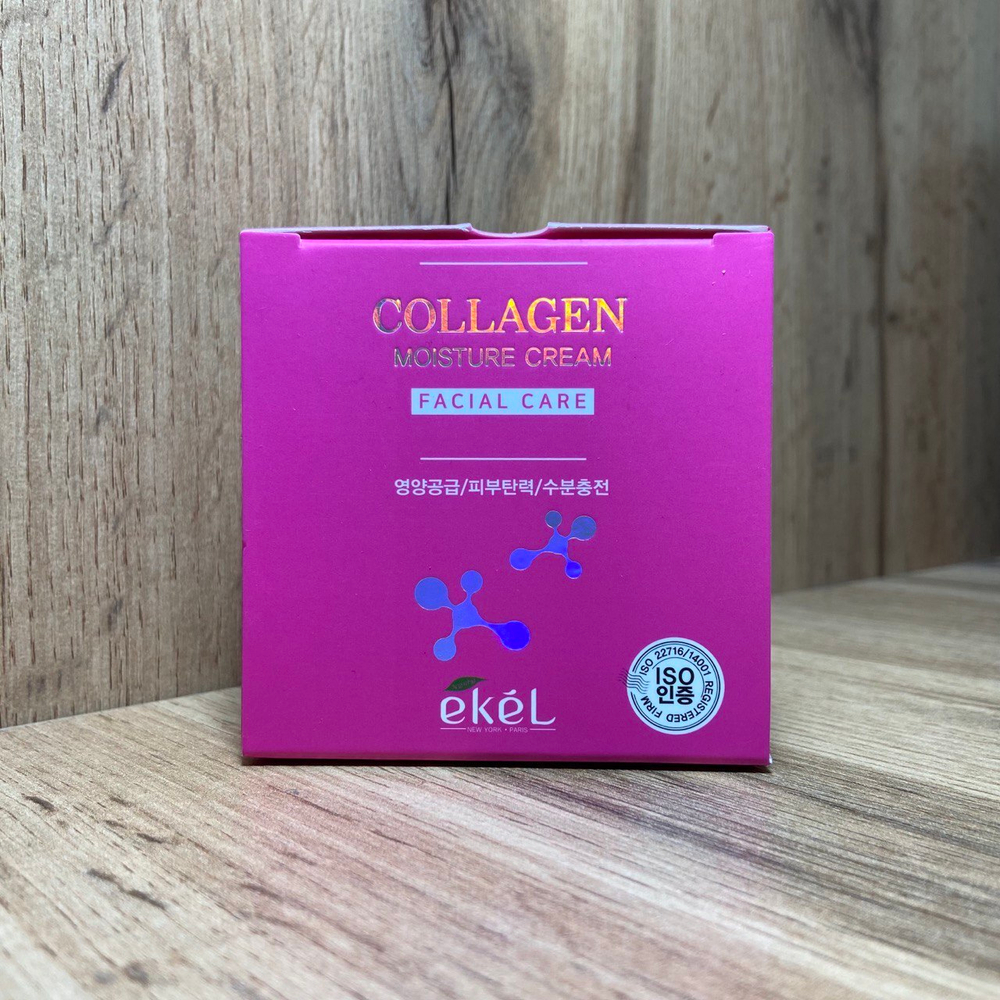 COLLAGEN
MOISTURE CREAM
FACIAL CARE
영양공급/피부탄력/수분충전
ekéL
NEW YORK • PARIS
ISO 22716/14001 REGISTERED FIRM
ISO
인증